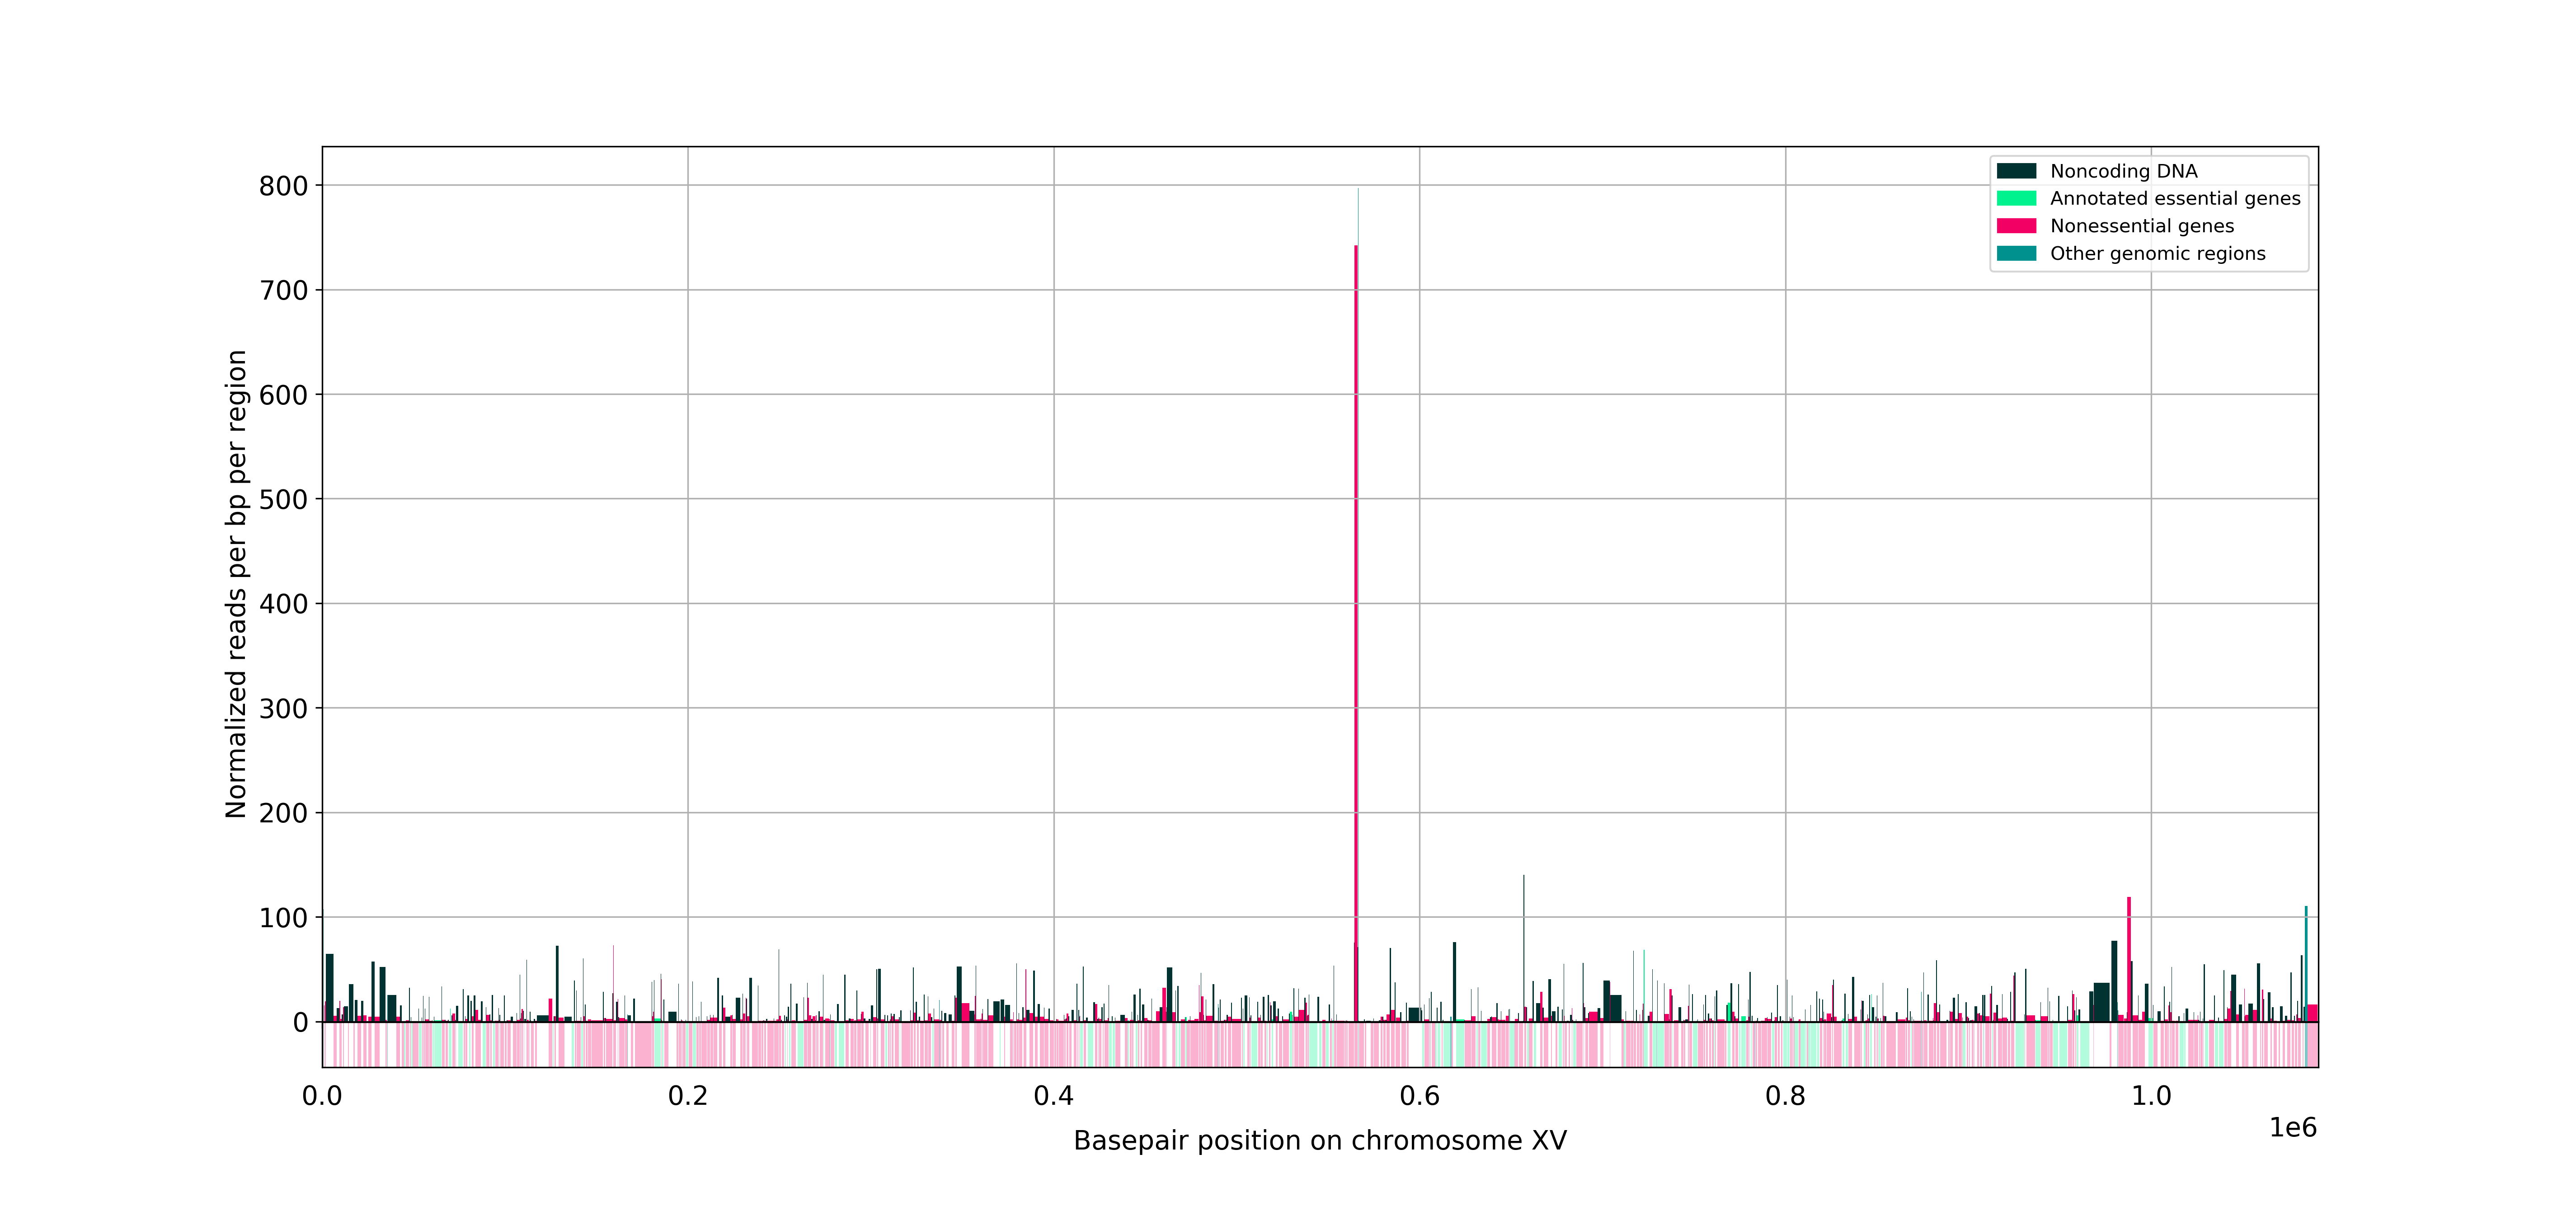 Noncoding DNA
Annotated essential genes
Nonessential genes
Other genomic regions
Normalized reads per bp per region
800
700
600
500
400
300
200
100
0
0.0 0.2 0.4 0.6 0.8 1.0
1e6
Basepair position on chromosome XV